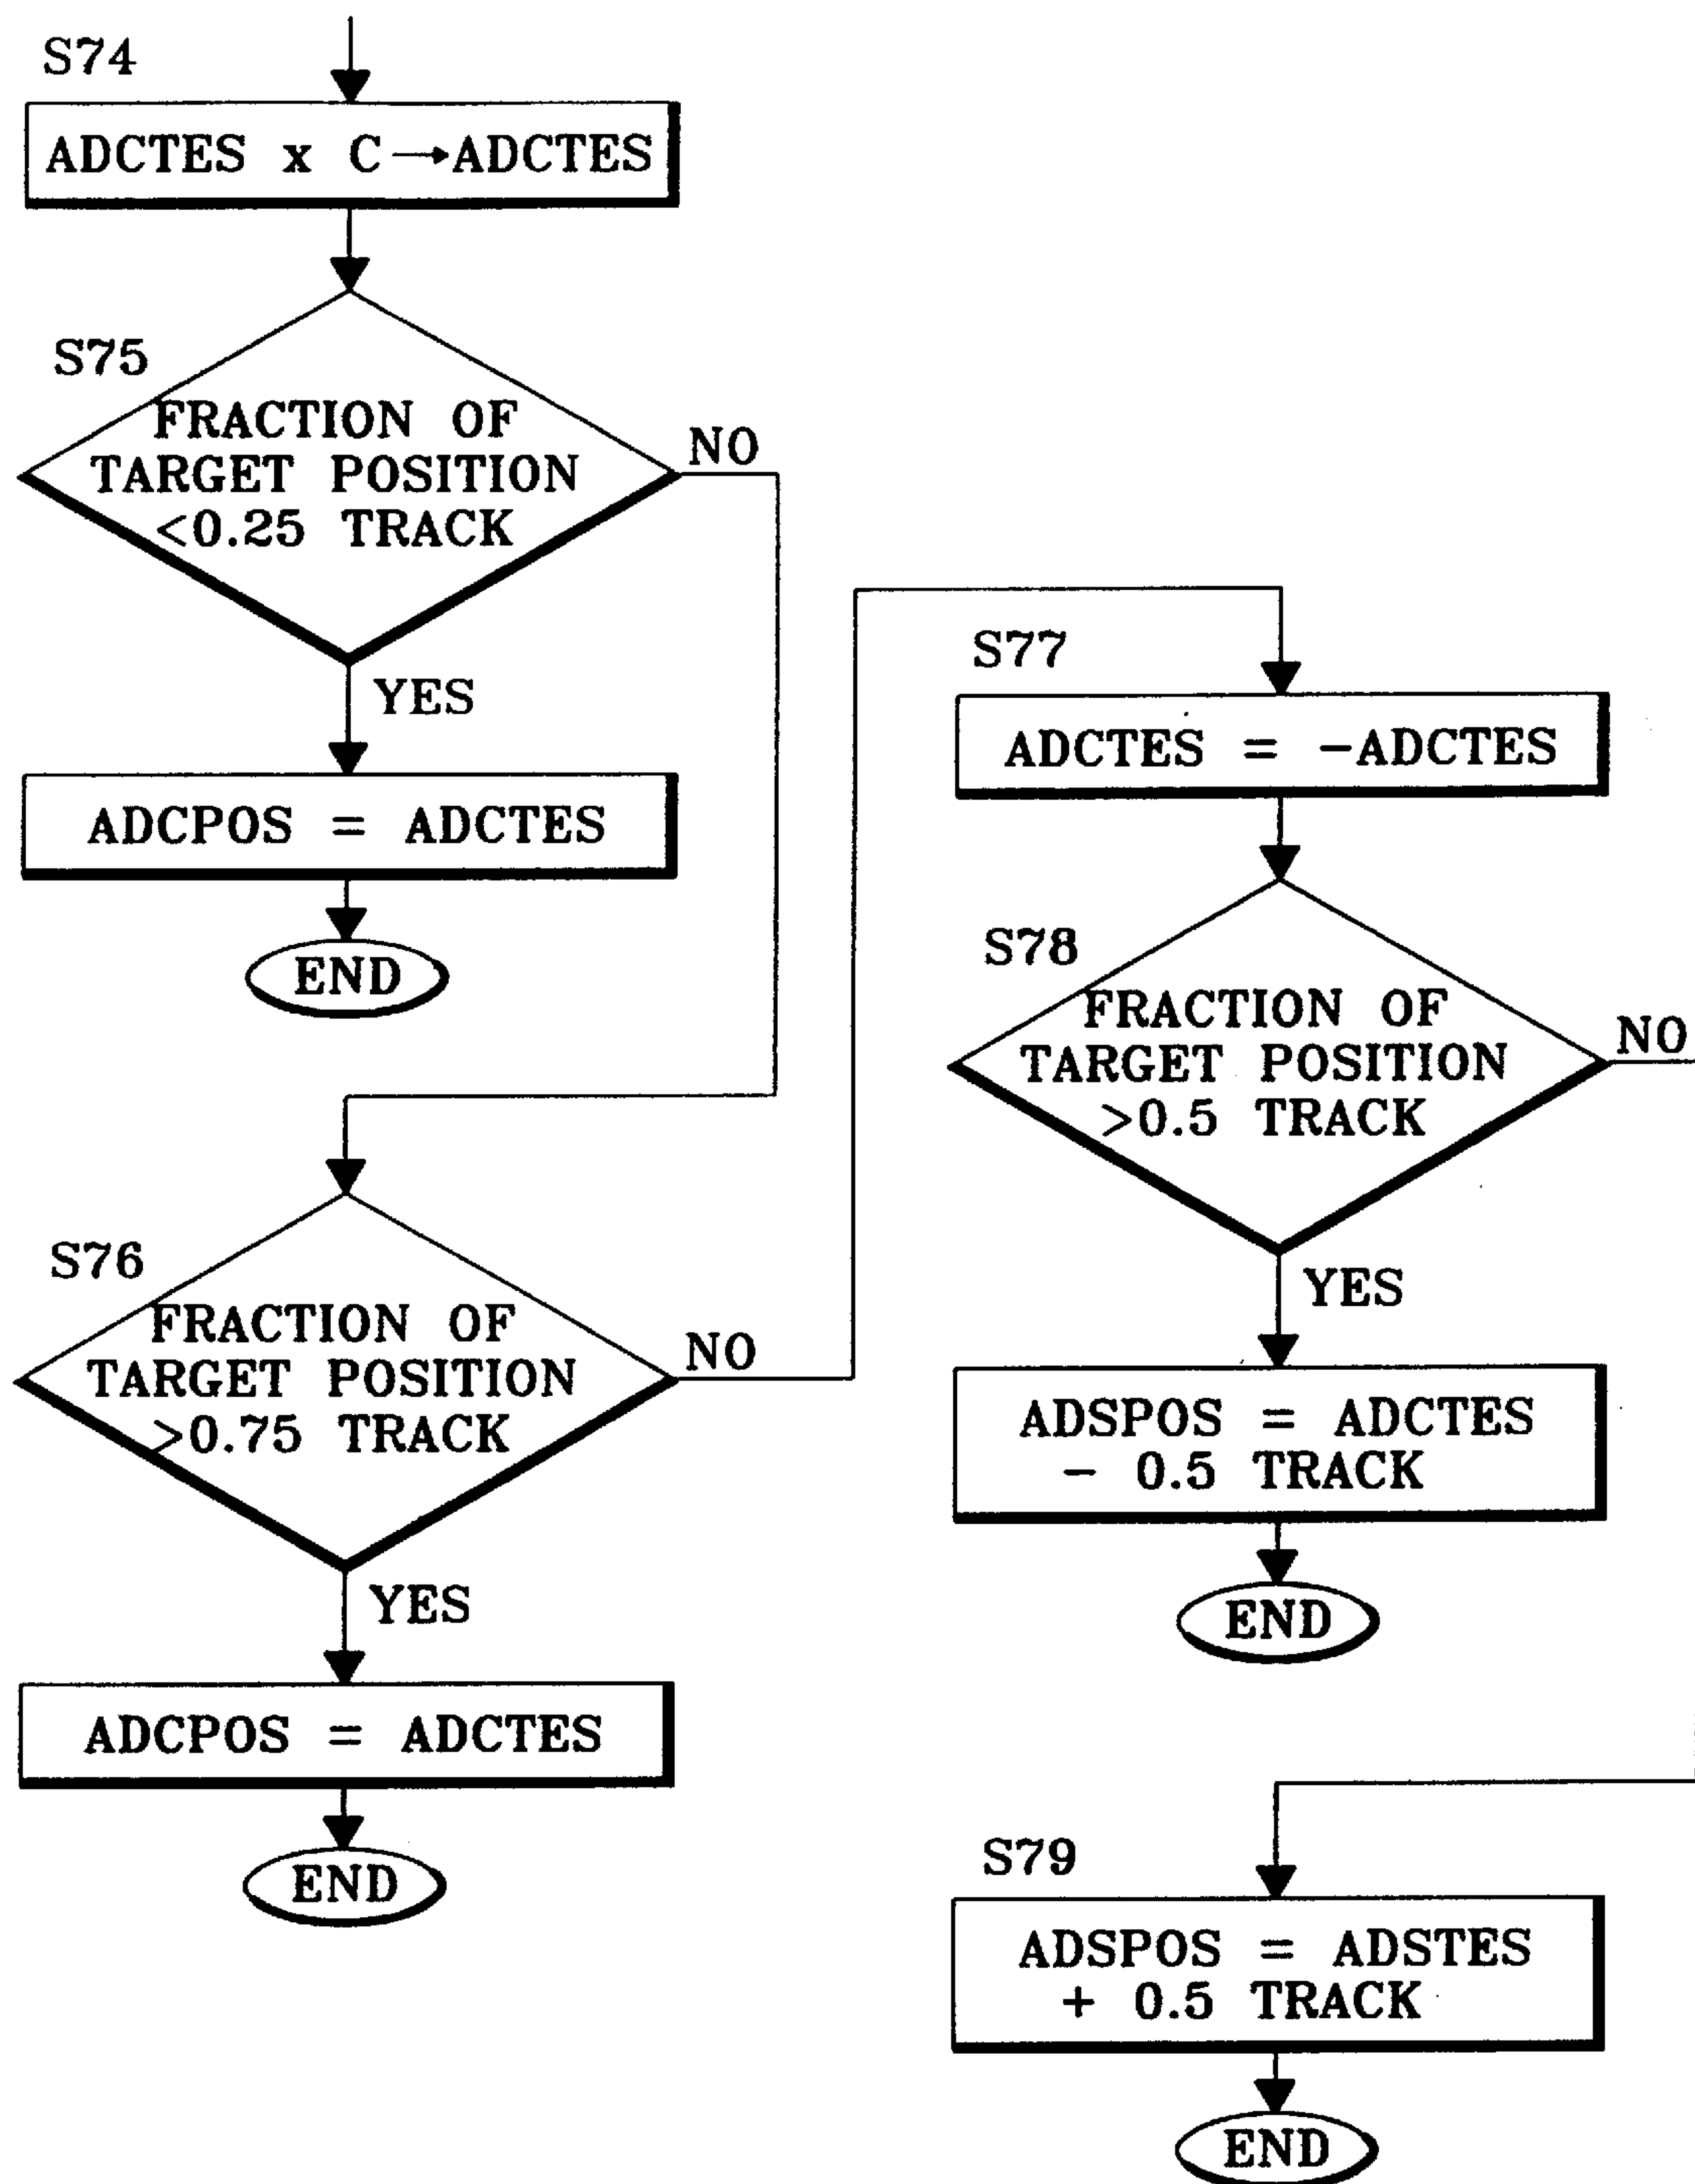 S74
ADCTES x C→ADCTES
S75
FRACTION OF
TARGET POSITION
<0.25 TRACK
NO
YES
ADCPOS = ADCTES
END
S76
FRACTION OF
TARGET POSITION
>0.75 TRACK
NO
YES
ADCPOS = ADCTES
END
S77
ADCTES = -ADCTES
S78
FRACTION OF
TARGET POSITION
>0.5 TRACK
NO
YES
ADSPOS = ADCTES
- 0.5 TRACK
END
S79
ADSPOS = ADSTES
+ 0.5 TRACK
END